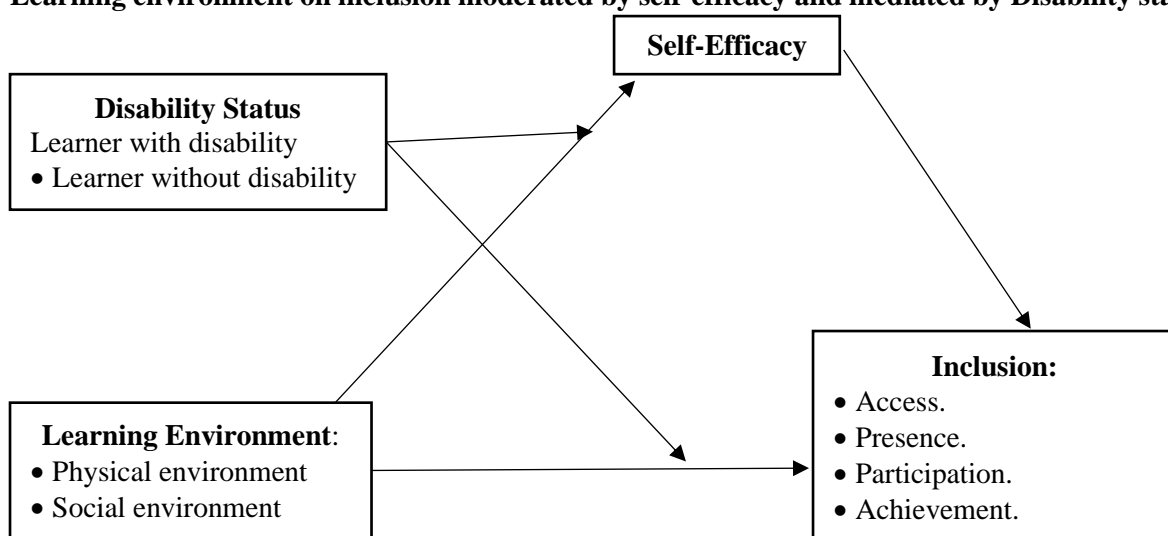 Learning environment on inclusion moderated by self-efficacy and mediated by Disability
Self-Efficacy
Disability Status
Learner with disability
• Learner without disability
Learning Environment:
• Physical environment
• Social environment
Inclusion:
• Access.
• Presence.
• Participation.
• Achievement.